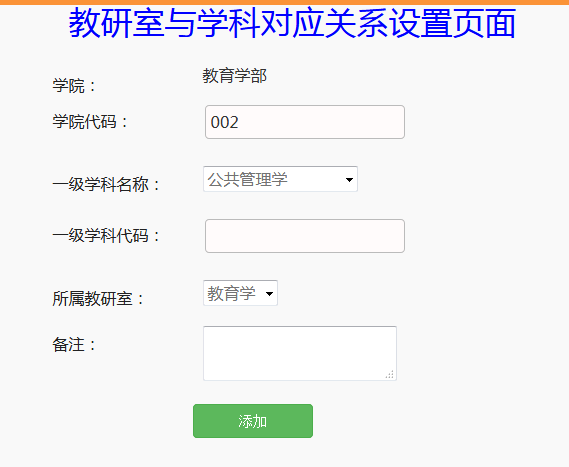 教研室与学科对应关系设置页面
学院： 教育学部
学院代码： 002
一级学科名称： 公共管理学
一级学科代码：
所属教研室： 教育学
备注：
添加